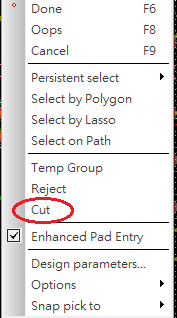 Done F6
Oops F8
Cancel F9
Persistent select
Select by Polygon
Select by Lasso
Select on Path
Temp Group
Reject
Cut
Enhanced Pad Entry
Design parameters...
Options
Snap pick to